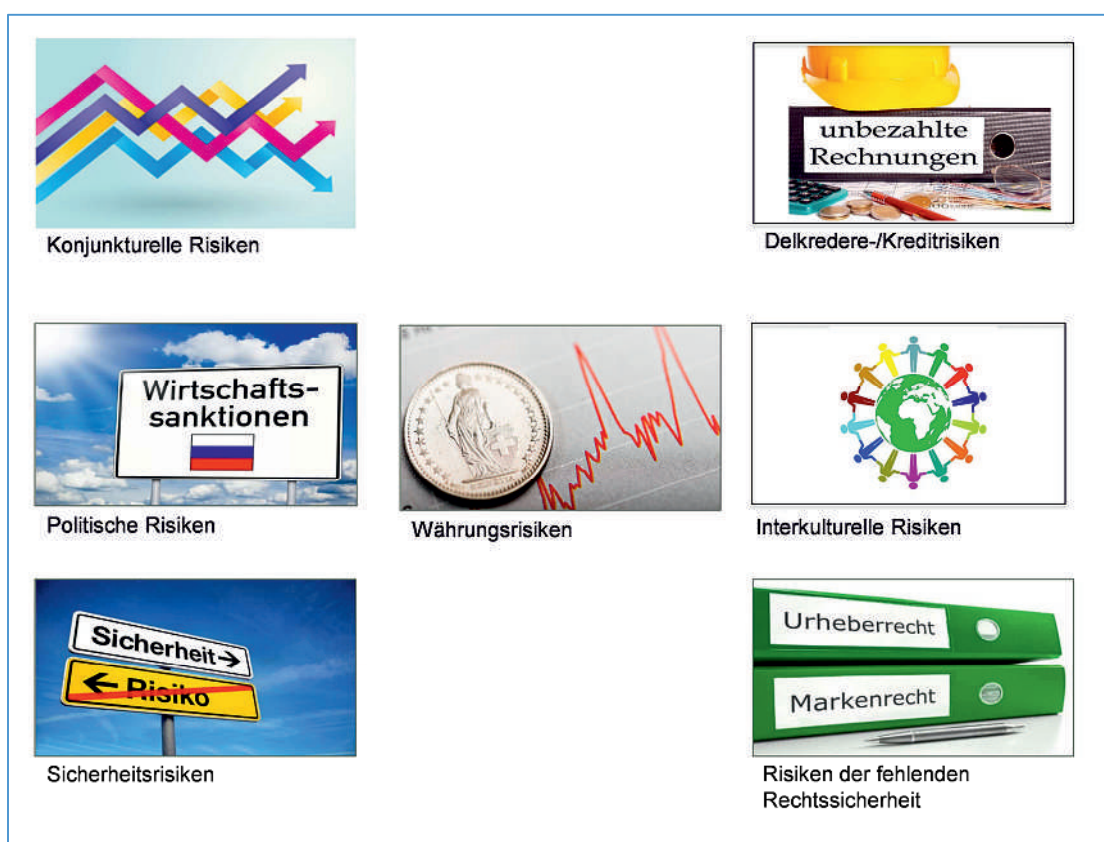 unbezahlte
Rechnungen
Konjunkturelle Risiken
Delkredere-/Kreditrisiken
Wirtschafts-
sanktionen
Politische Risiken
Währungsrisiken
Interkulturelle Risiken
Sicherheit
Risiko
Urheberrecht
Markenrecht
Sicherheitsrisiken
Risiken der fehlenden
Rechtssicherheit